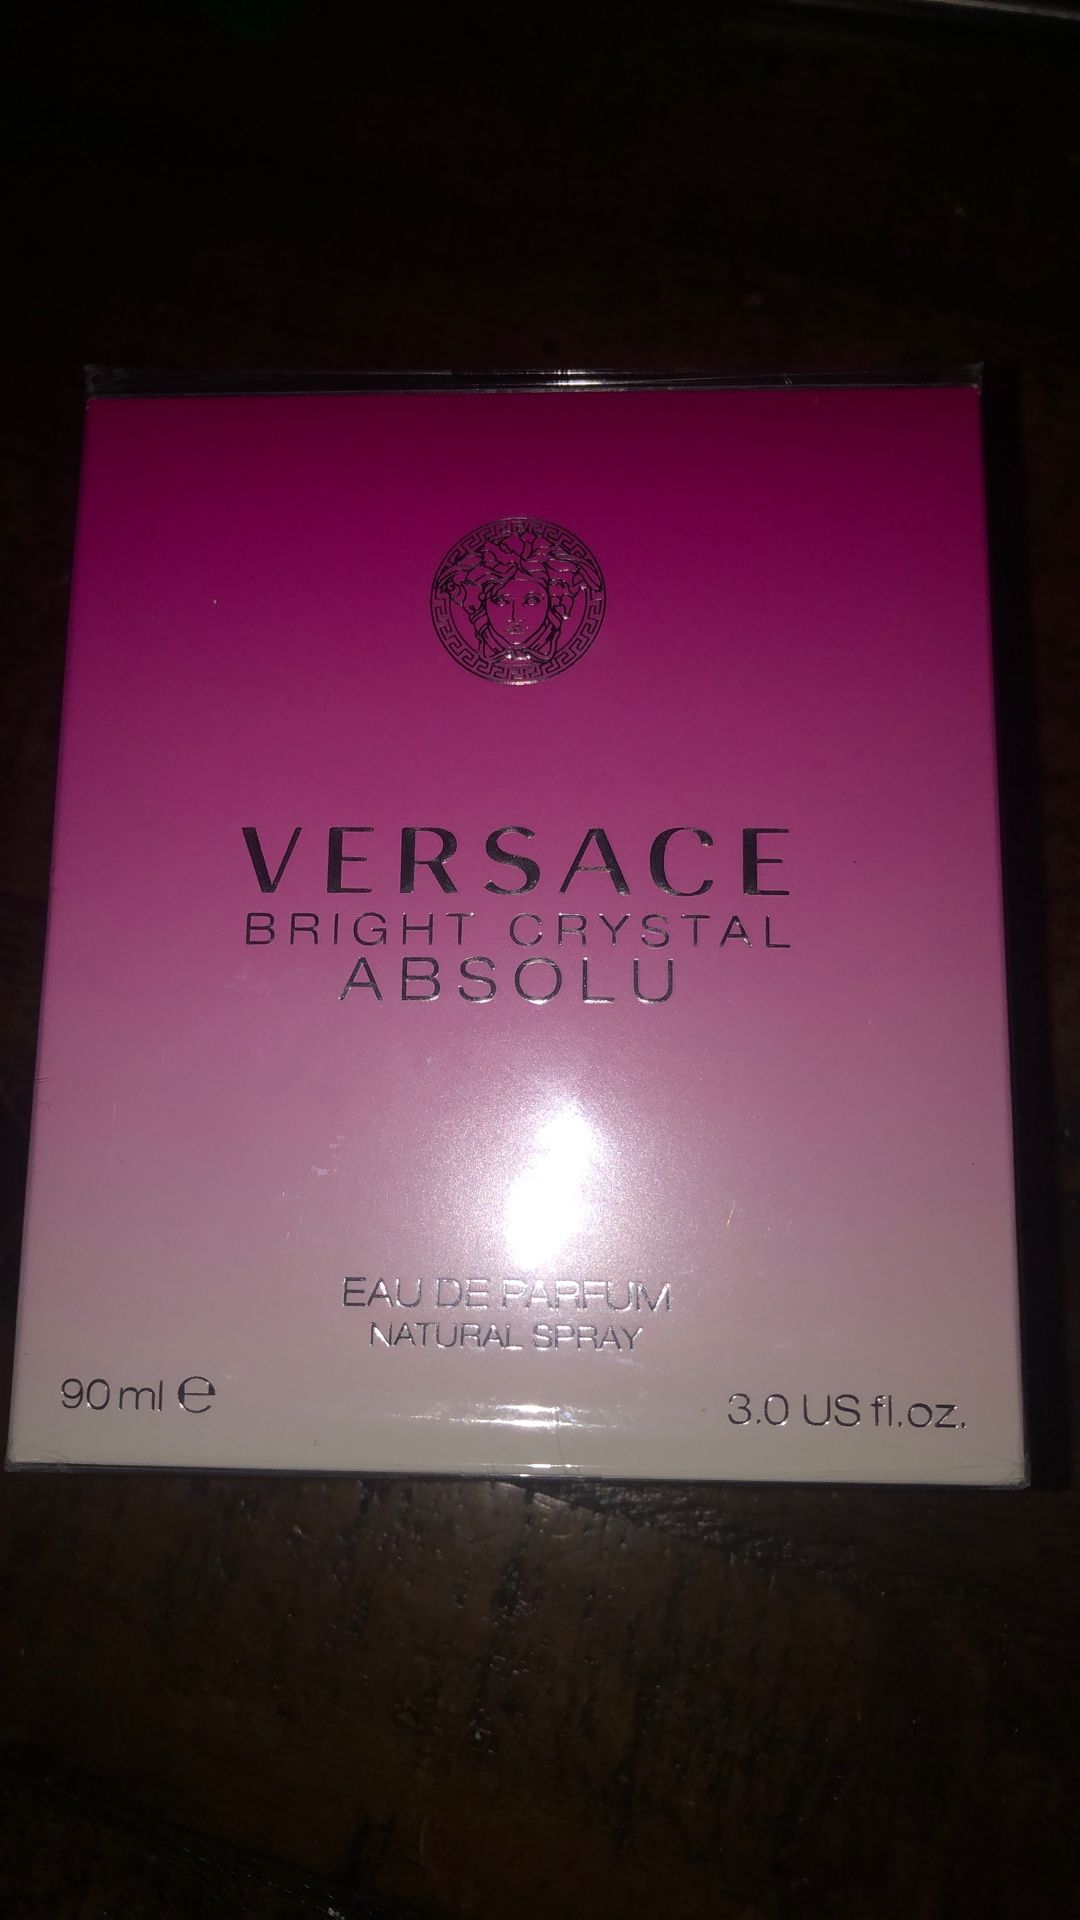 VERSACE
BRIGHT CRYSTAL
ABSOLU
EAU DE PARFUM
NATURAL SPRAY
90 ml ℮
3.0 US fl.oz.